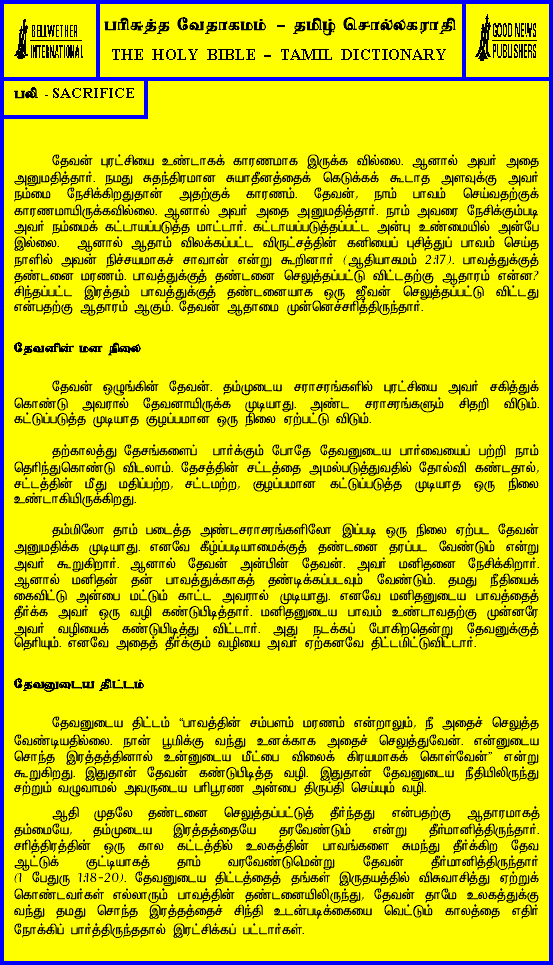 BELLWETHER
INTERNATIONAL
பரிசுத்த வேதாகமம் – தமிழ் சொல்லகராதி
THE HOLY BIBLE – TAMIL DICTIONARY
GOOD NEWS
PUBLISHERS
பலி - SACRIFICE
தேவன் புரட்சியை உண்டாகக் காரணமாக இருக்க வில்லை. ஆனால் அவர் அதை
அனுமதித்தார். நமது சுதந்திரமான சுயாதீனத்தைக் கெடுக்கக் கூடாத அளவுக்கு அவர்
நம்மை நேசிக்கிறதுதான் அதற்குக் காரணம். தேவன், நாம் பாவம் செய்வதற்குக்
காரணமாயிருக்கவில்லை. ஆனால் அவர் அதை அனுமதித்தார். நாம் அவரை நேசிக்கும்படி
அவர் நம்மைக் கட்டாயப்படுத்த மாட்டார். கட்டாயப்படுத்தப்பட்ட அன்பு உண்மையில் அன்பே
இல்லை. ஆனால் ஆதாம் விலக்கப்பட்ட விருட்சத்தின் கனியைப் புசித்துப் பாவம் செய்த
நாளில் அவன் நிச்சயமாகச் சாவான் என்று கூறினார் (ஆதியாகமம் 2:17). பாவத்துக்குத்
தண்டனை மரணம். பாவத்துக்குத் தண்டனை செலுத்தப்பட்டு விட்டதற்கு ஆதாரம் என்ன?
சிந்தப்பட்ட இரத்தம் பாவத்துக்குத் தண்டனையாக ஒரு ஜீவன் செலுத்தப்பட்டு விட்டது
என்பதற்கு ஆதாரம் ஆகும். தேவன் ஆதாமை முன்னெச்சரித்திருந்தார்.
தேவனின் மன நிலை
தேவன் ஒழுங்கின் தேவன். தம்முடைய சராசரங்களில் புரட்சியை அவர் சகித்துக்
கொண்டு அவரால் தேவனாயிருக்க முடியாது. அண்ட சராசரங்களும் சிதறி விடும்.
கட்டுப்படுத்த முடியாத குழப்பமான ஒரு நிலை ஏற்பட்டு விடும்.
தற்காலத்து தேசங்களைப் பார்க்கும் போதே தேவனுடைய பார்வையைப் பற்றி நாம்
தெரிந்துகொண்டு விடலாம். தேசத்தின் சட்டத்தை அமல்படுத்துவதில் தோல்வி கண்டதால்,
சட்டத்தின் மீது மதிப்பற்ற, சட்டமற்ற, குழப்பமான கட்டுப்படுத்த முடியாத ஒரு நிலை
உண்டாகியிருக்கிறது.
தம்மிலோ தாம் படைத்த அண்டசராசரங்களிலோ இப்படி ஒரு நிலை ஏற்பட தேவன்
அனுமதிக்க முடியாது. எனவே கீழ்ப்படியாமைக்குத் தண்டனை தரப்பட வேண்டும் என்று
அவர் கூறுகிறார். ஆனால் தேவன் அன்பின் தேவன். அவர் மனிதனை நேசிக்கிறார்.
ஆனால் மனிதன் தன் பாவத்துக்காகத் தண்டிக்கப்படவும் வேண்டும். தமது நீதியைக்
கைவிட்டு அன்பை மட்டும் காட்ட அவரால் முடியாது. எனவே மனிதனுடைய பாவத்தைத்
தீர்க்க அவர் ஒரு வழி கண்டுபிடித்தார். மனிதனுடைய பாவம் உண்டாவதற்கு முன்னரே
அவர் வழியைக் கண்டுபிடித்து விட்டார். அது நடக்கப் போகிறதென்று தேவனுக்குத்
தெரியும். எனவே அதைத் தீர்க்கும் வழியை அவர் ஏற்கனவே திட்டமிட்டுவிட்டார்.
தேவனுடைய திட்டம்
தேவனுடைய திட்டம் “பாவத்தின் சம்பளம் மரணம் என்றாலும், நீ அதைச் செலுத்த
வேண்டியதில்லை. நான் பூமிக்கு வந்து உனக்காக அதைச் செலுத்துவேன். என்னுடைய
சொந்த இரத்தத்தினால் உன்னுடைய மீட்பை விலைக் கிரயமாகக் கொள்வேன்” என்று
கூறுகிறது. இதுதான் தேவன் கண்டுபிடித்த வழி. இதுதான் தேவனுடைய நீதியிலிருந்து
சற்றும் வழுவாமல் அவருடைய பரிபூரண அன்பை திருப்தி செய்யும் வழி.
ஆதி முதலே தண்டனை செலுத்தப்பட்டுத் தீர்ந்தது என்பதற்கு ஆதாரமாகத்
தம்மையே, தம்முடைய இரத்தத்தையே தரவேண்டும் என்று தீர்மானித்திருந்தார்.
சரித்திரத்தின் ஒரு கால கட்டத்தில் உலகத்தின் பாவங்களை சுமந்து தீர்க்கிற தேவ
ஆட்டுக் குட்டியாகத் தாம் வரவேண்டுமென்று தேவன் தீர்மானித்திருந்தார்
(1 பேதுரு 1:18-20). தேவனுடைய திட்டத்தைத் தங்கள் இருதயத்தில் விசுவாசித்து ஏற்றுக்
கொண்டவர்கள் எல்லாரும் பாவத்தின் தண்டனையிலிருந்து, தேவன் தாமே உலகத்துக்கு
வந்து தமது சொந்த இரத்தத்தைச் சிந்தி உடன்படிக்கையை வெட்டும் காலத்தை எதிர்
நோக்கிப் பார்த்திருந்ததால் இரட்சிக்கப் பட்டார்கள்.